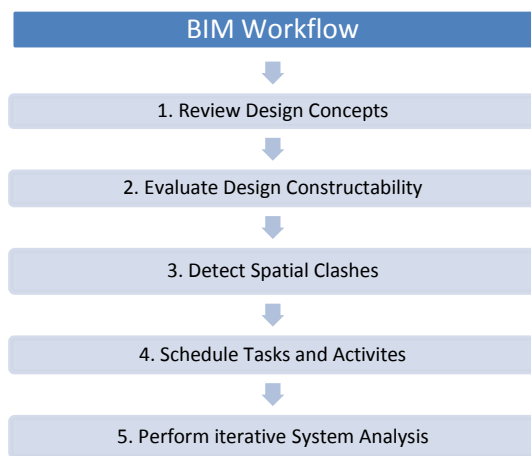 BIM Workflow
1. Review Design Concepts
2. Evaluate Design Constructability
3. Detect Spatial Clashes
4. Schedule Tasks and Activites
5. Perform iterative System Analysis